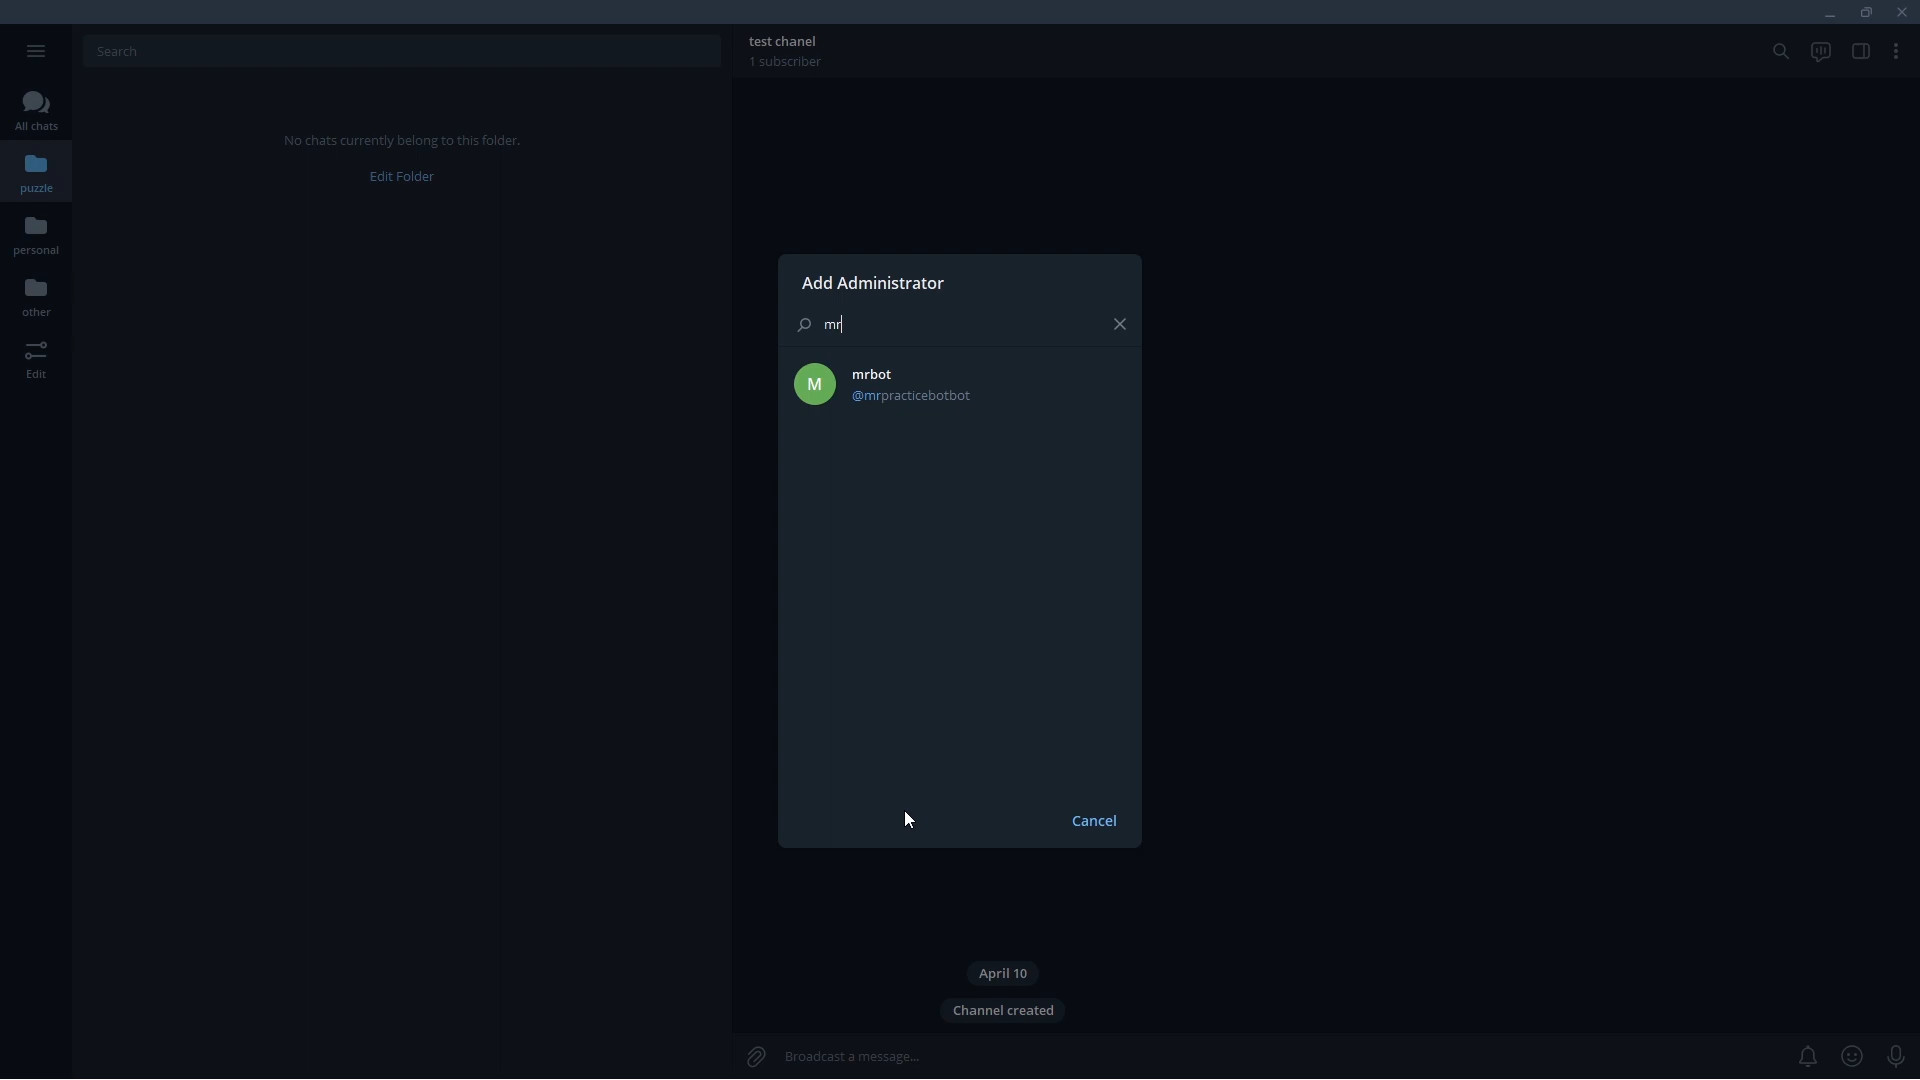 Search
test chanel
1 subscriber
All chats
puzzle
personal
other
Edit
No chats currently belong to this folder.
Edit Folder
Add Administrator
mr
M
mrbot
@mrpracticebotbot
Cancel
April 10
Channel created
Broadcast a message...